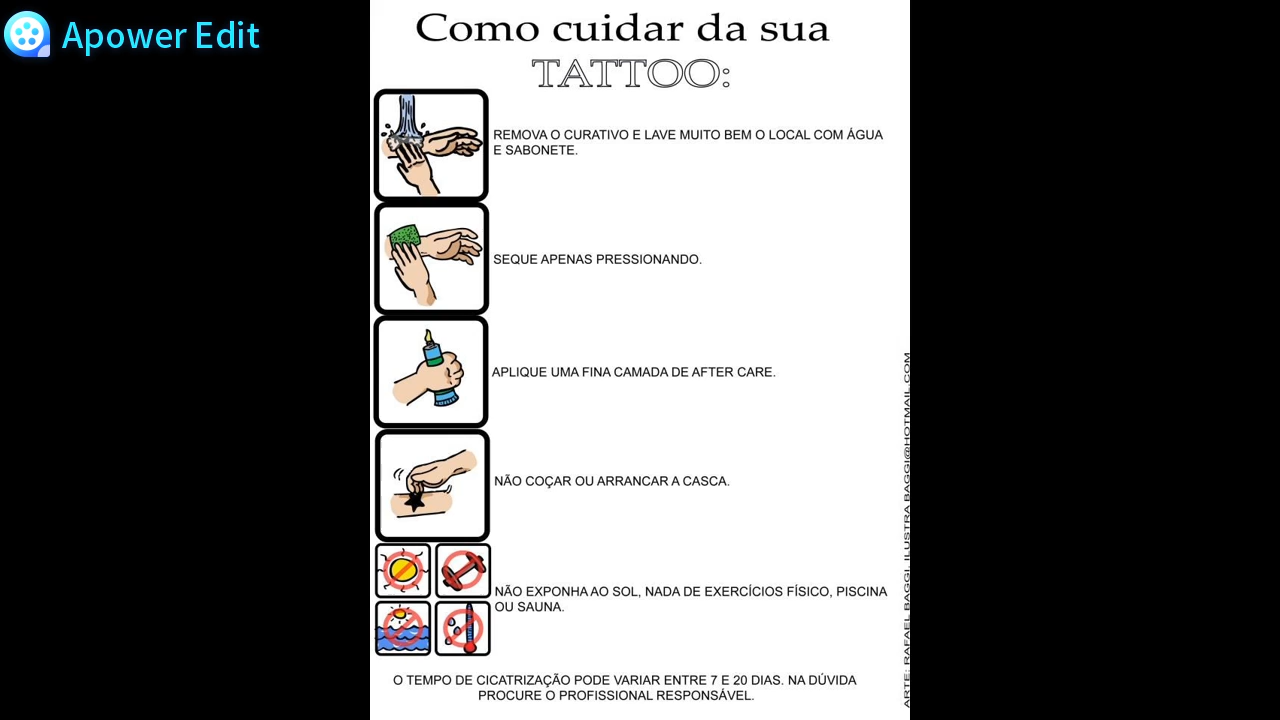 Apower Edit
Como cuidar da sua
TATTOO:
REMOVA O CURATIVO E LAVE MUITO BEM O LOCAL COM ÁGUA
E SABONETE.
SEQUE APENAS PRESSIONANDO.
APLIQUE UMA FINA CAMADA DE AFTER CARE.
NÃO COÇAR OU ARRANCAR A CASCA.
NÃO EXPONHA AO SOL, NADA DE EXERCÍCIOS FÍSICO, PISCINA
OU SAUNA.
O TEMPO DE CICATRIZAÇÃO PODE VARIAR ENTRE 7 E 20 DIAS. NA DÚVIDA
PROCURE O PROFISSIONAL RESPONSÁVEL.
ARTE: RAFAEL BAGGI, ILUSTRA.BAGGI@HOTMAIL.COM